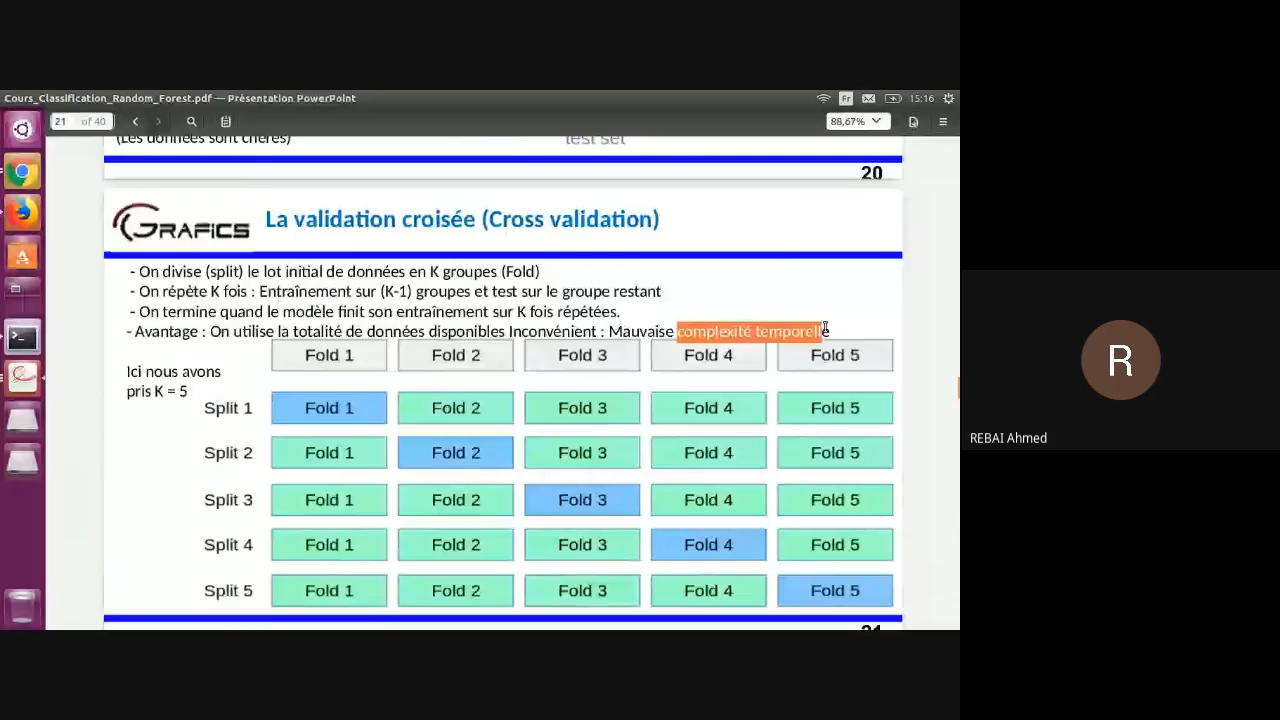 Cours_Classification_Random_Forest.pdf — Présentation PowerPoint
Fr
15:16
21 of 40
88,67%
(Les données sont chères)
test set
20
GRAFICS
La validation croisée (Cross validation)
- On divise (split) le lot initial de données en K groupes (Fold)
- On répète K fois : Entraînement sur (K-1) groupes et test sur le groupe restant
- On termine quand le modèle finit son entraînement sur K fois répétées.
- Avantage : On utilise la totalité de données disponibles Inconvénient : Mauvaise complexité temporelle
Fold 1 Fold 2 Fold 3 Fold 4 Fold 5
Ici nous avons
pris K = 5
Split 1 Fold 1 Fold 2 Fold 3 Fold 4 Fold 5
Split 2 Fold 1 Fold 2 Fold 3 Fold 4 Fold 5
Split 3 Fold 1 Fold 2 Fold 3 Fold 4 Fold 5
Split 4 Fold 1 Fold 2 Fold 3 Fold 4 Fold 5
Split 5 Fold 1 Fold 2 Fold 3 Fold 4 Fold 5
21
R
REBAI Ahmed